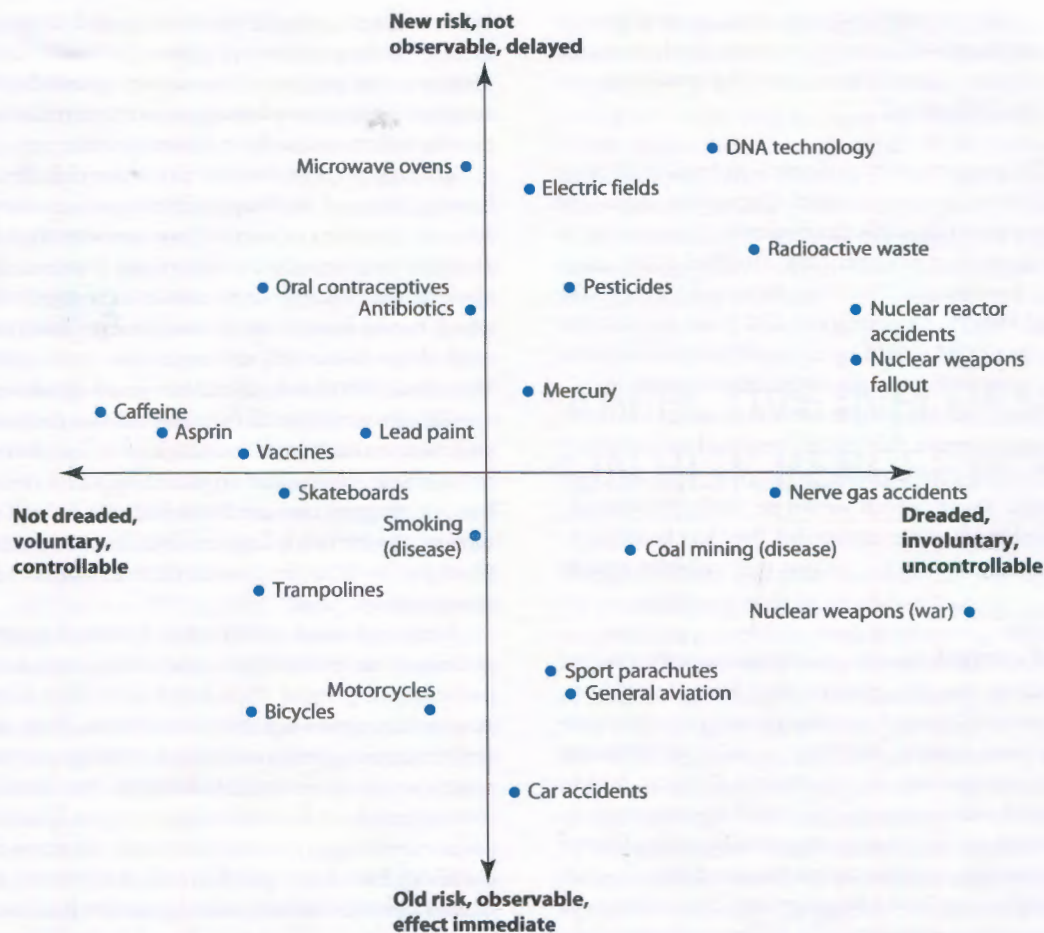 New risk, not
observable, delayed
DNA technology
Microwave ovens
Electric fields
Radioactive waste
Oral contraceptives
Pesticides
Antibiotics
Nuclear reactor
accidents
Nuclear weapons
fallout
Mercury
Caffeine
Asprin
Lead paint
Vaccines
Skateboards
Nerve gas accidents
Not dreaded,
voluntary,
controllable
Dreaded,
involuntary,
uncontrollable
Smoking
(disease)
Coal mining (disease)
Trampolines
Nuclear weapons (war)
Sport parachutes
General aviation
Motorcycles
Bicycles
Car accidents
Old risk, observable,
effect immediate